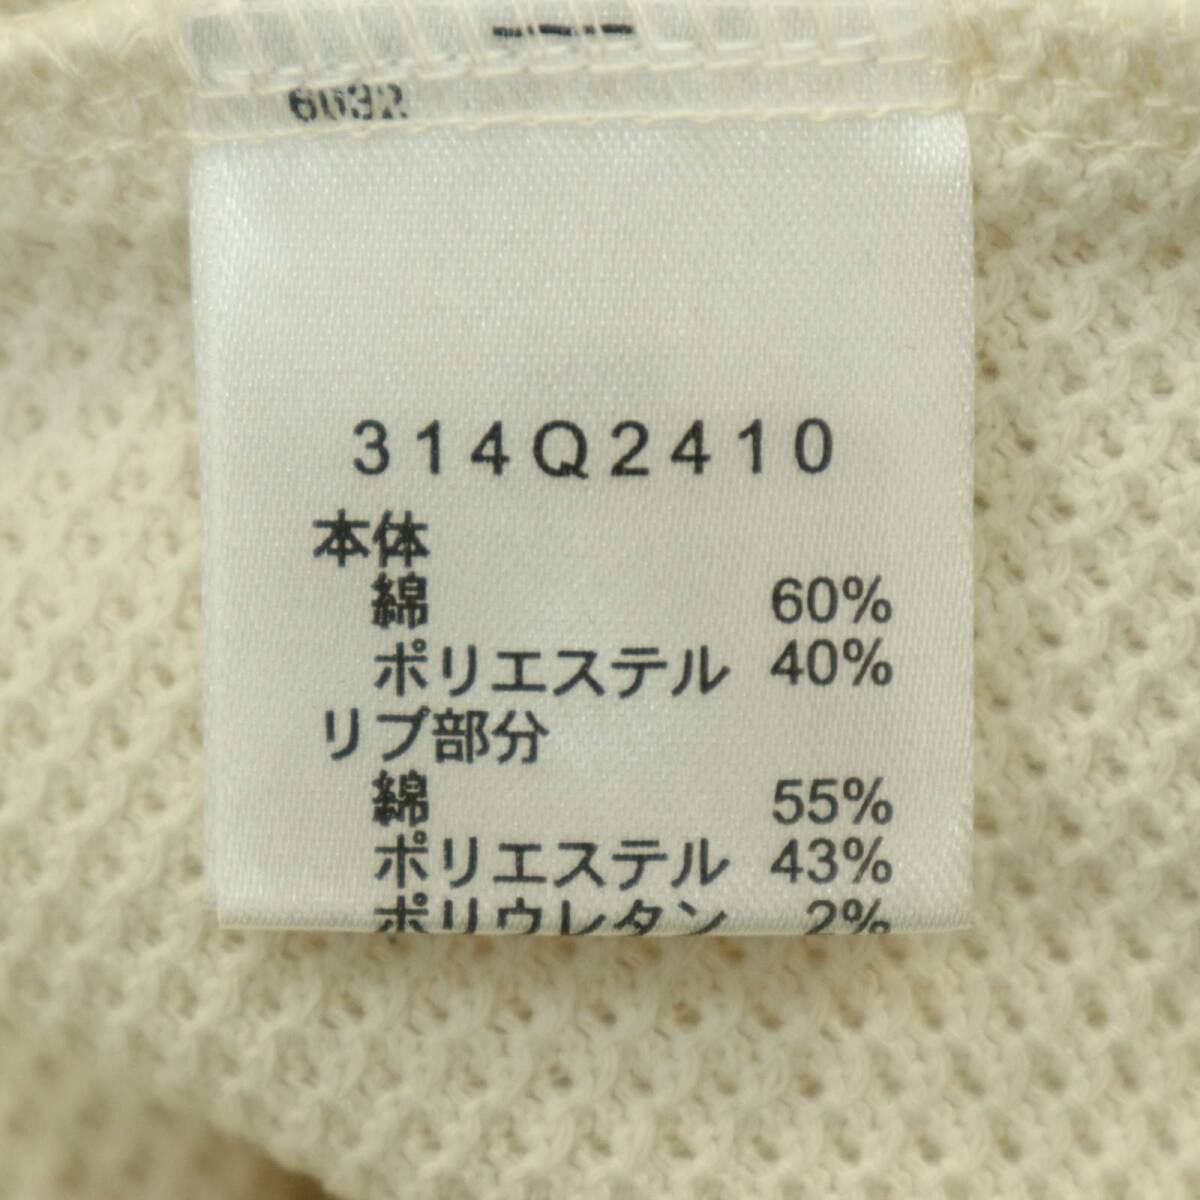 6032
314Q2410
本体
綿 60%
ポリエステル 40%
リブ部分
綿 55%
ポリエステル 43%
ポリウレタン 2%